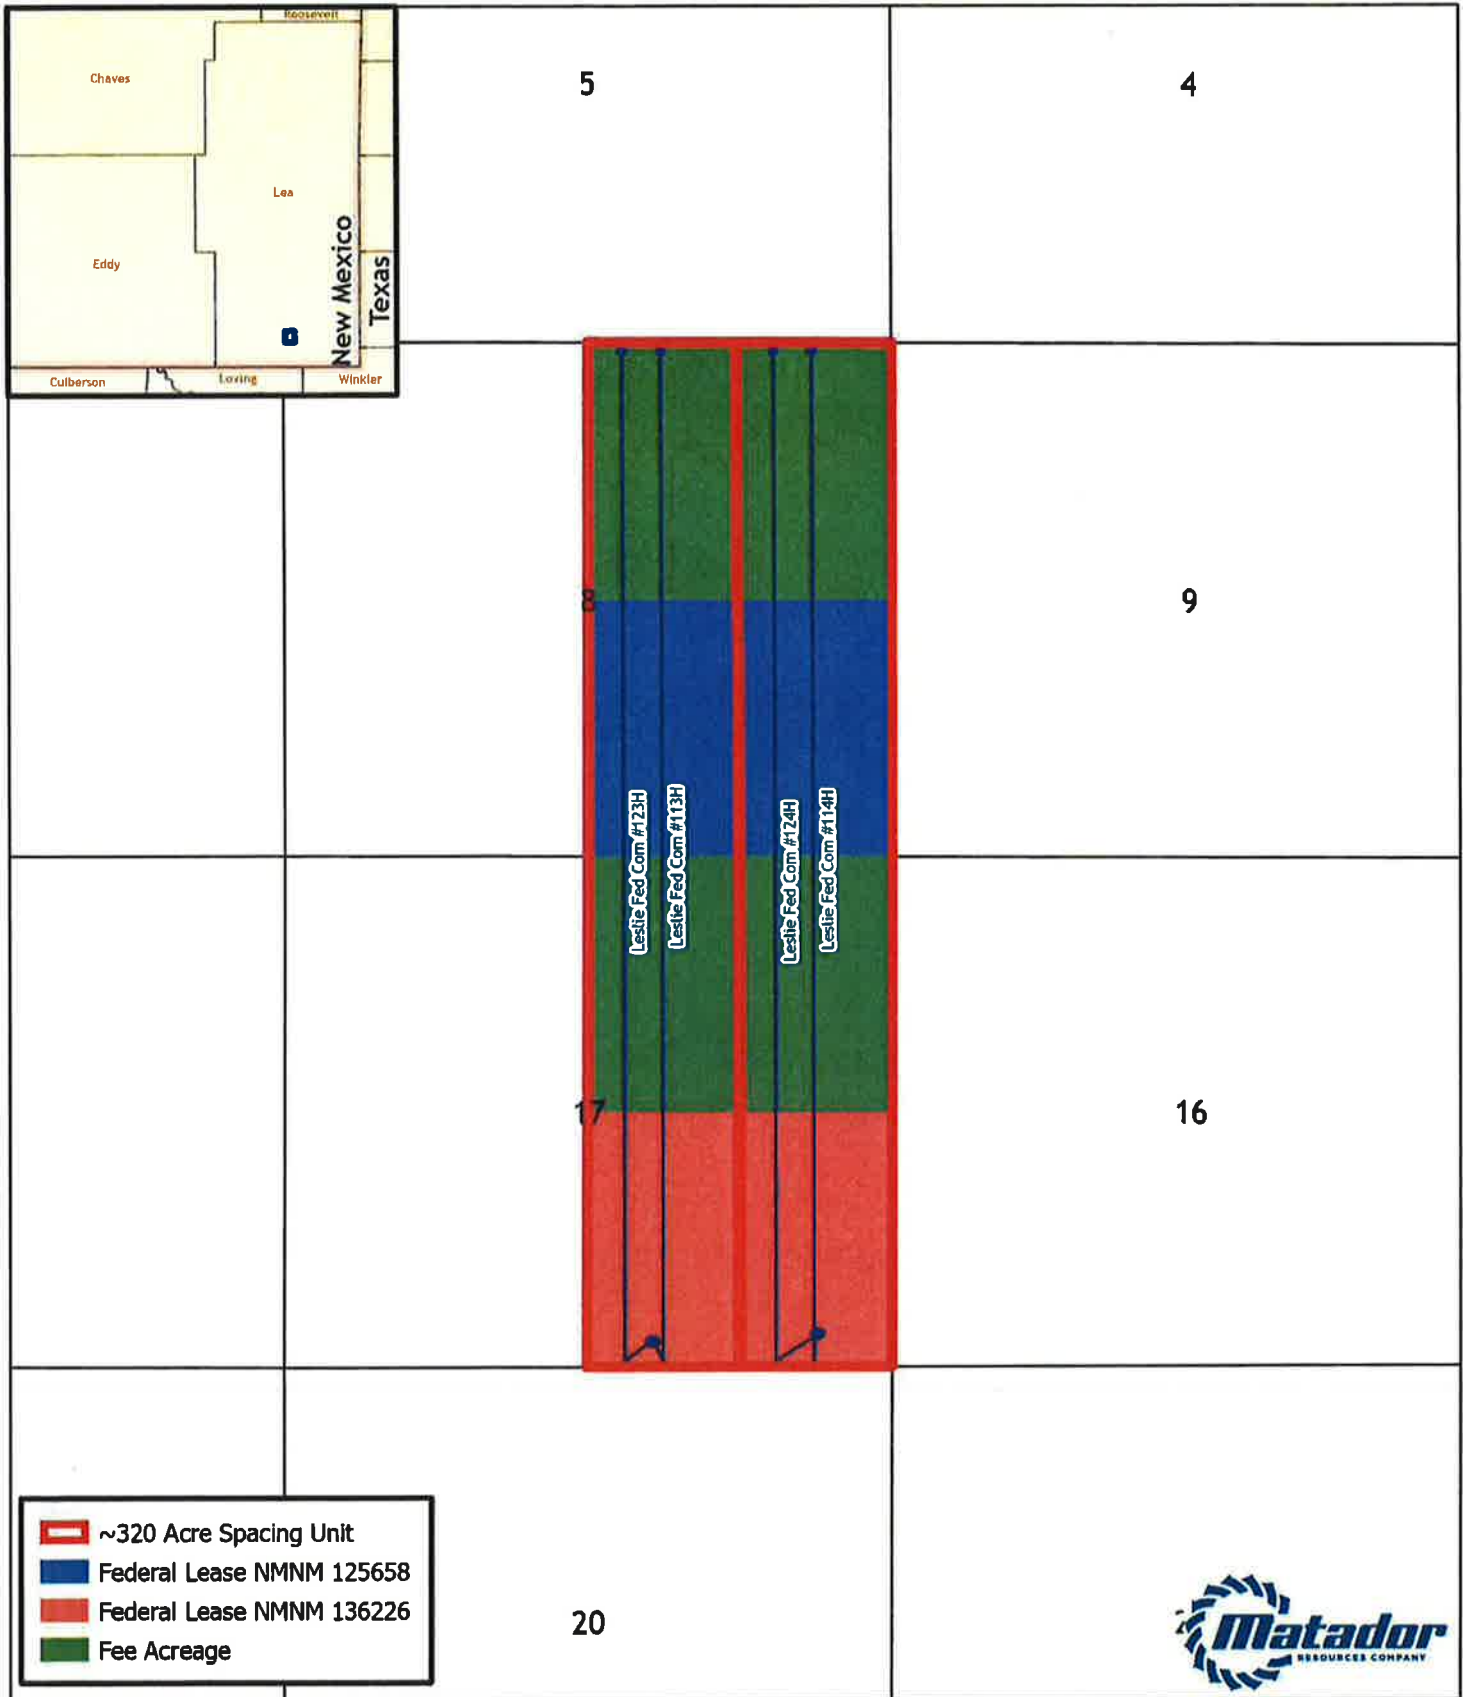 Roosevelt
Chaves
Lea
Eddy
New Mexico
Texas
Culberson
Loving
Winkler
5
4
8
9
Leslie Fed Com #123H
Leslie Fed Com #113H
Leslie Fed Com #124H
Leslie Fed Com #114H
17
16
20
~320 Acre Spacing Unit
Federal Lease NMNM 125658
Federal Lease NMNM 136226
Fee Acreage
Matador
RESOURCES COMPANY